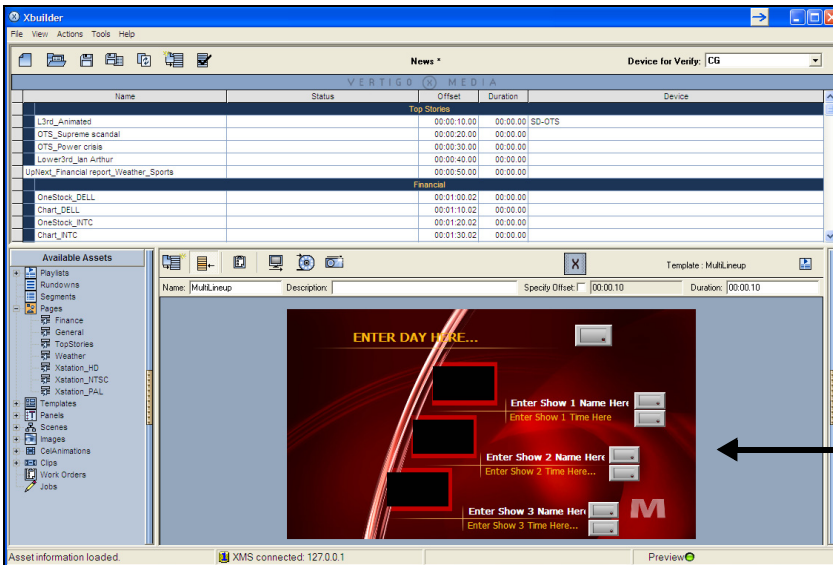 Xbuilder
File View Actions Tools Help
News * Device for Verify: CG
VERTIGO X MEDIA
Name Status Offset Duration Device
Top Stories
L3rd_Animated 00:00:10.00 00:00.00 SD-OTS
OTS_Supreme scandal 00:00:20.00 00:00.00
OTS_Power crisis 00:00:30.00 00:00.00
Lower3rd_Ian Arthur 00:00:40.00 00:00.00
UpNext_Financial report_Weather_Sports 00:00:50.00 00:00.00
Financial
OneStock_DELL 00:01:00.02 00:00.00
Chart_DELL 00:01:10.02 00:00.00
OneStock_INTC 00:01:20.02 00:00.00
Chart_INTC 00:01:30.02 00:00.00
Available Assets
Playlists
Rundowns
Segments
Pages
Finance
General
TopStories
Weather
Xstation_HD
Xstation_NTSC
Xstation_PAL
Templates
Panels
Scenes
Images
CelAnimations
Clips
Work Orders
Jobs
X Template : MultiLineup
Name: MultiLineup Description: Specify Offset: 00:00.10 Duration: 00:00.10
ENTER DAY HERE...
Enter Show 1 Name Here
Enter Show 1 Time Here
Enter Show 2 Name Here
Enter Show 2 Time Here...
Enter Show 3 Name Her
Enter Show 3 Time Here...
M
Asset information loaded. XMS connected: 127.0.0.1 Preview